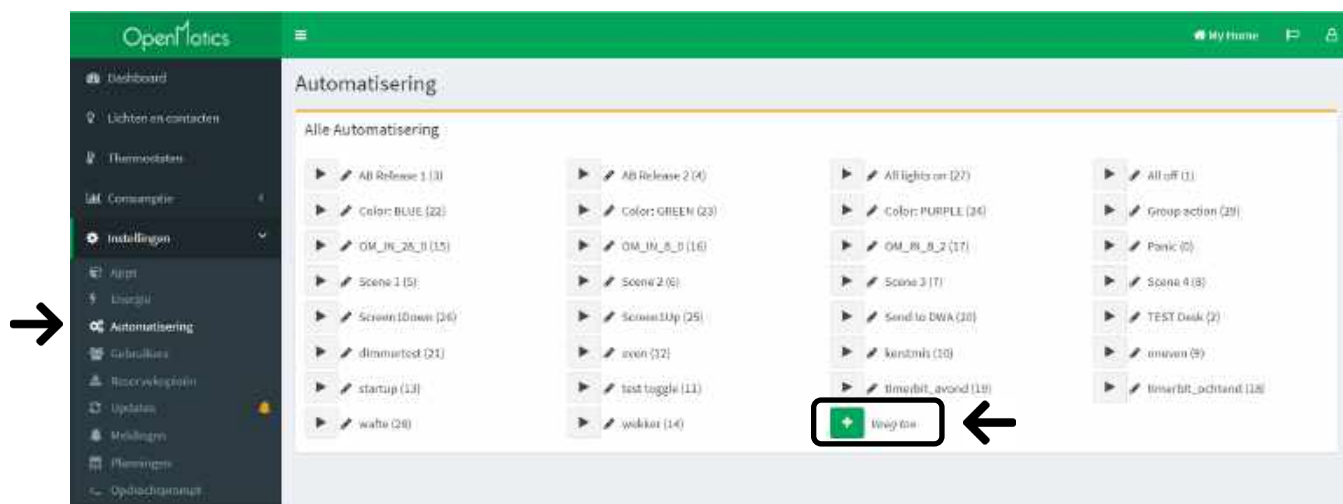 OpenMotics
My Home
Dashboard
Lichten en contacten
Thermostaten
Consumptie
Instellingen
Apps
Energie
Automatisering
Gebruikers
Updates
Meldingen
Planningen
Opdrachtprompt
Automatisering
Alle Automatisering
AB Release 1 (3)
AB Release 2 (4)
All lights on (27)
All off (1)
Color: BLUE (22)
Color: GREEN (23)
Color: PURPLE (24)
Group action (29)
OM_IN_28_0 (15)
OM_IN_8_0 (16)
OM_IN_8_2 (17)
Panic (0)
Scene 1 (5)
Scene 2 (6)
Scene 3 (7)
Scene 4 (8)
Screen1Down (26)
Screen1Up (25)
Send to DWA (20)
TEST Desk (2)
dimmertest (21)
even (12)
kerstmis (10)
oneven (9)
startup (13)
test toggle (11)
timerbit_avond (19)
timerbit_ochtend (18)
wafte (28)
wekker (14)
Voeg toe